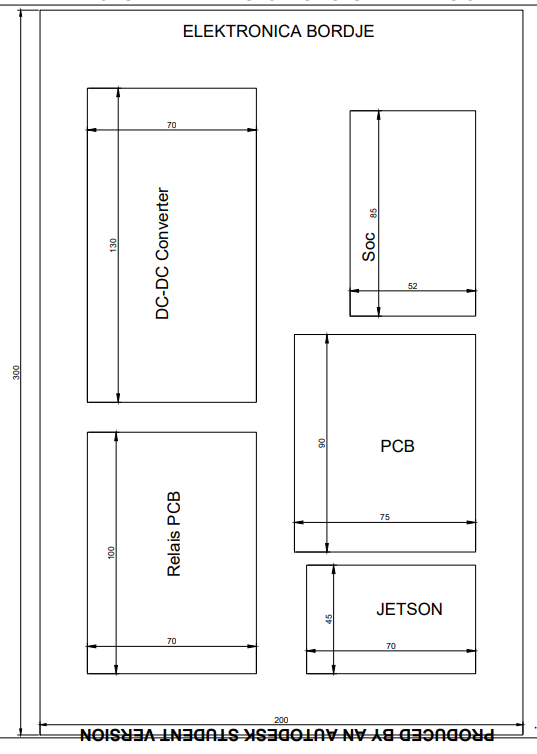 ELEKTRONICA BORDJE
70
130
DC-DC Converter
85
Soc
52
300
90
PCB
75
100
Relais PCB
70
45
JETSON
70
200
PRODUCED BY AN AUTODESK STUDENT VERSION